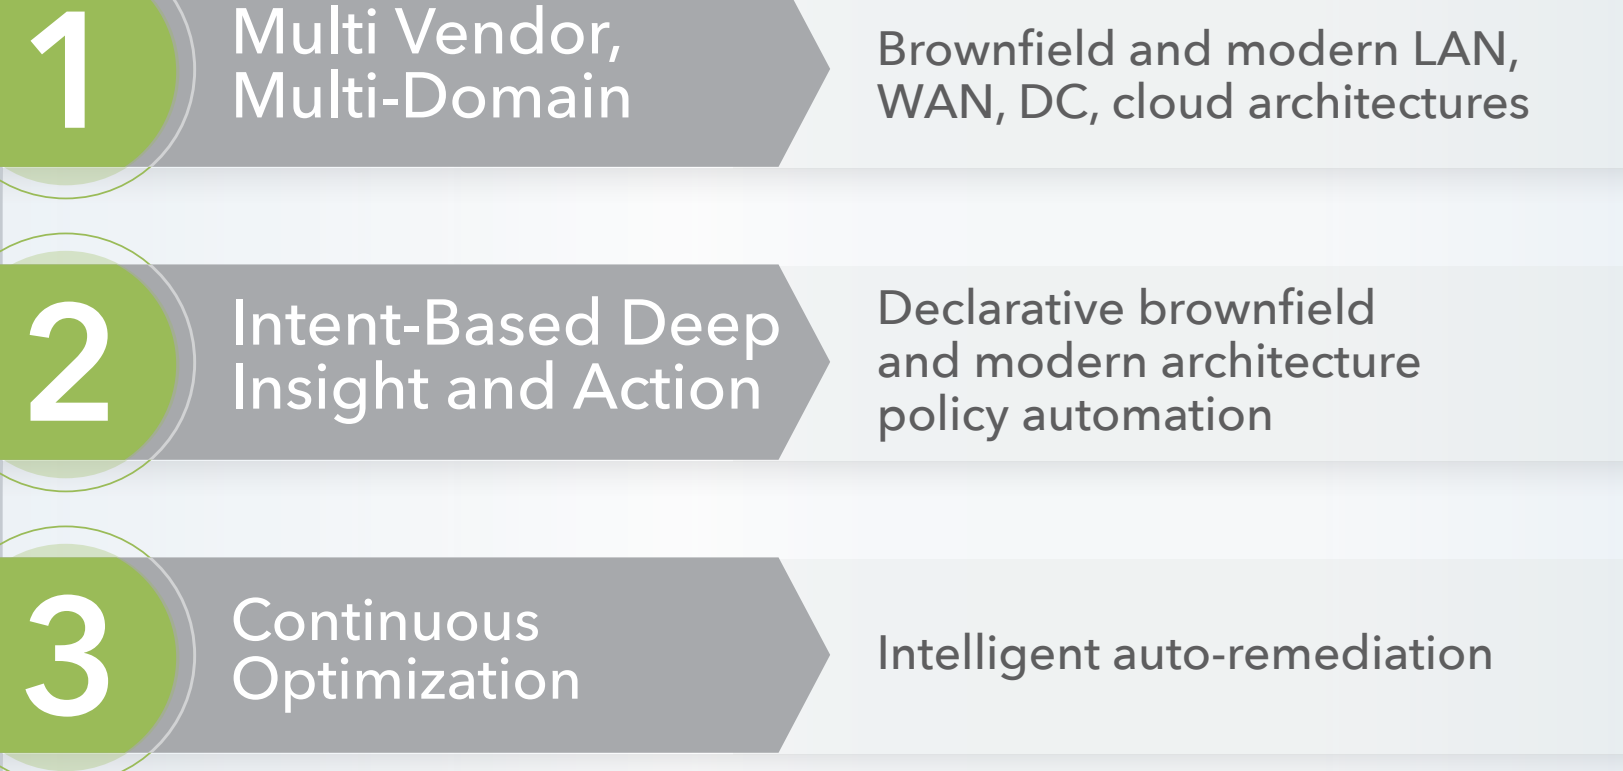 1
Multi Vendor,
Multi-Domain
Brownfield and modern LAN,
WAN, DC, cloud architectures
2
Intent-Based Deep
Insight and Action
Declarative brownfield
and modern architecture
policy automation
3
Continuous
Optimization
Intelligent auto-remediation